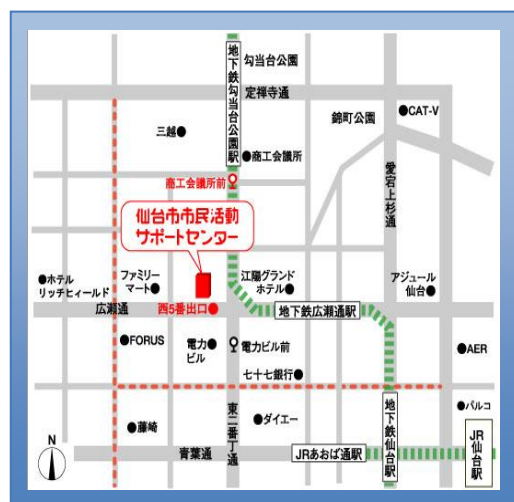 地下鉄勾当台公園駅
勾当台公園
定禅寺通
錦町公園
●CAT-V
三越●
●商工会議所
商工会議所前
愛宕上杉通
仙台市市民活動
サポートセンター
●ホテル
リッチヒィールド
ファミリー
マート●
江陽グランド
ホテル●
アジュール
仙台●
広瀬通
西5番出口●
地下鉄広瀬通駅
●FORUS
電力●
ビル
電力ビル前
●AER
七十七銀行●
●パルコ
●藤崎
東二番丁通
●ダイエー
地下鉄仙台駅
N
青葉通
JRあおば通駅
JR
仙台駅